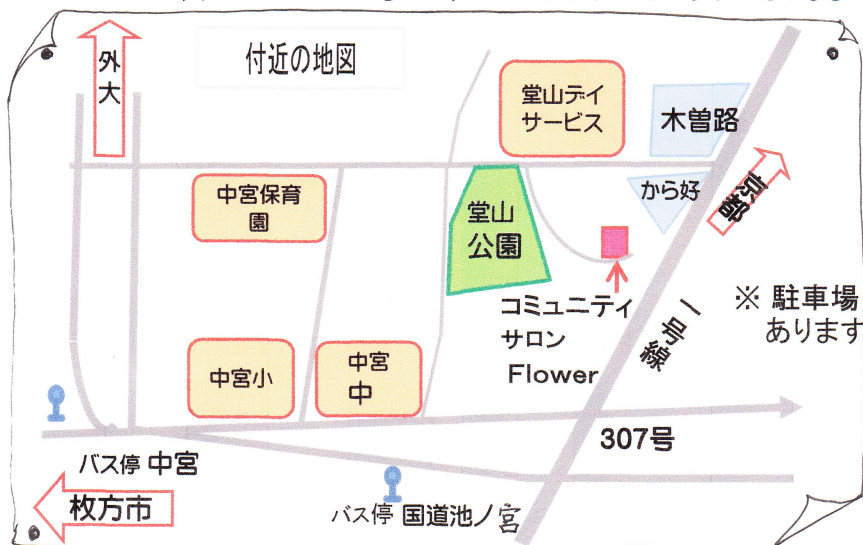 付近の地図
外大
堂山デイ
サービス
木曽路
から好
京都
中宮保育
園
堂山
公園
コミュニティ
サロン
Flower
※ 駐車場
あります
一号線
中宮小
中宮
中
307号
バス停 中宮
枚方市
バス停 国道池ノ宮